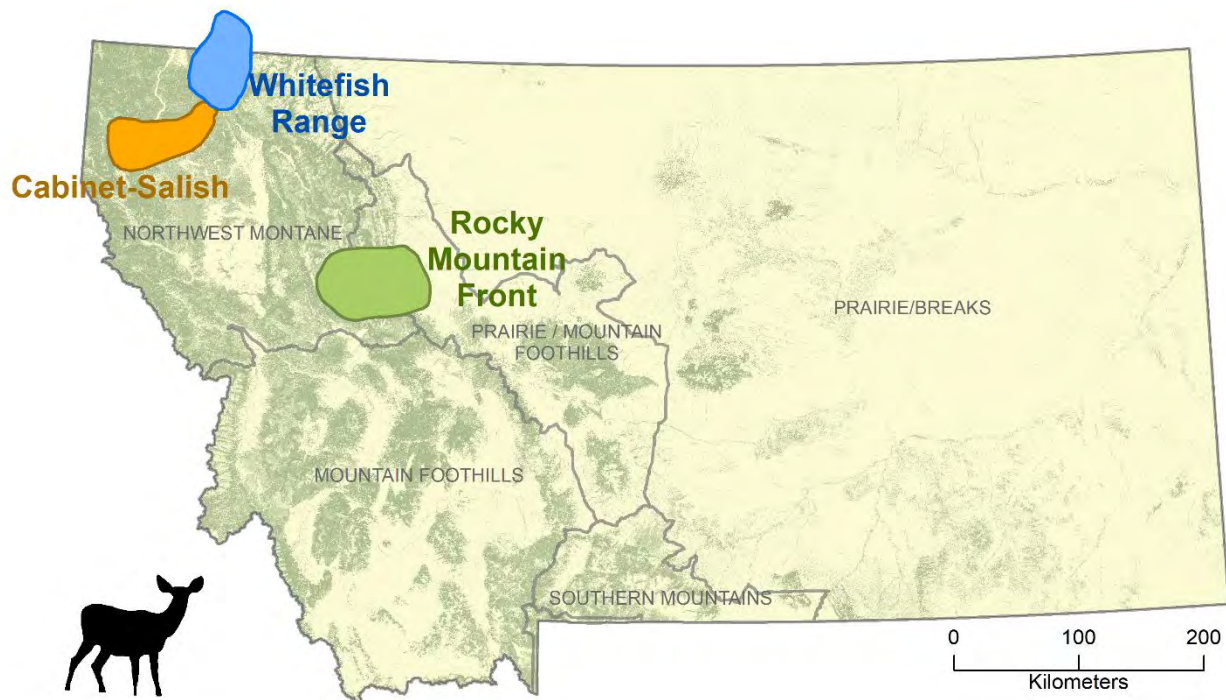 Whitefish
Range
Cabinet-Salish
NORTHWEST MONTANE
Rocky
Mountain
Front
PRAIRIE / MOUNTAIN
FOOTHILLS
PRAIRIE/BREAKS
MOUNTAIN FOOTHILLS
SOUTHERN MOUNTAINS
0 100 200
Kilometers